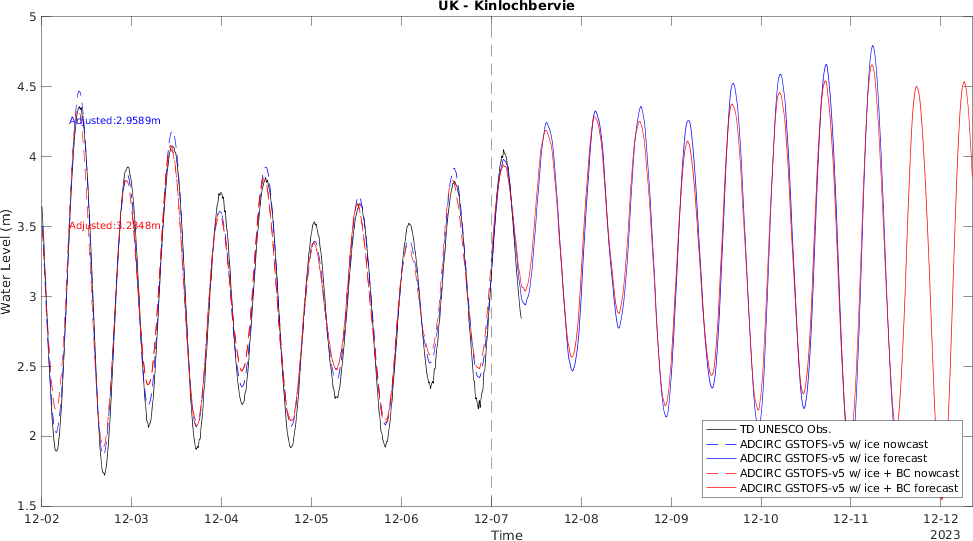 UK - Kinlochbervie
5
4.5
4
3.5
3
2.5
2
1.5
Water Level (m)
Adjusted:2.9589m
Adjusted:3.2348m
TD UNESCO Obs.
ADCIRC GSTOFS-v5 w/ ice nowcast
ADCIRC GSTOFS-v5 w/ ice forecast
ADCIRC GSTOFS-v5 w/ ice + BC nowcast
ADCIRC GSTOFS-v5 w/ ice + BC forecast
12-02 12-03 12-04 12-05 12-06 12-07 12-08 12-09 12-10 12-11 12-12
Time
2023